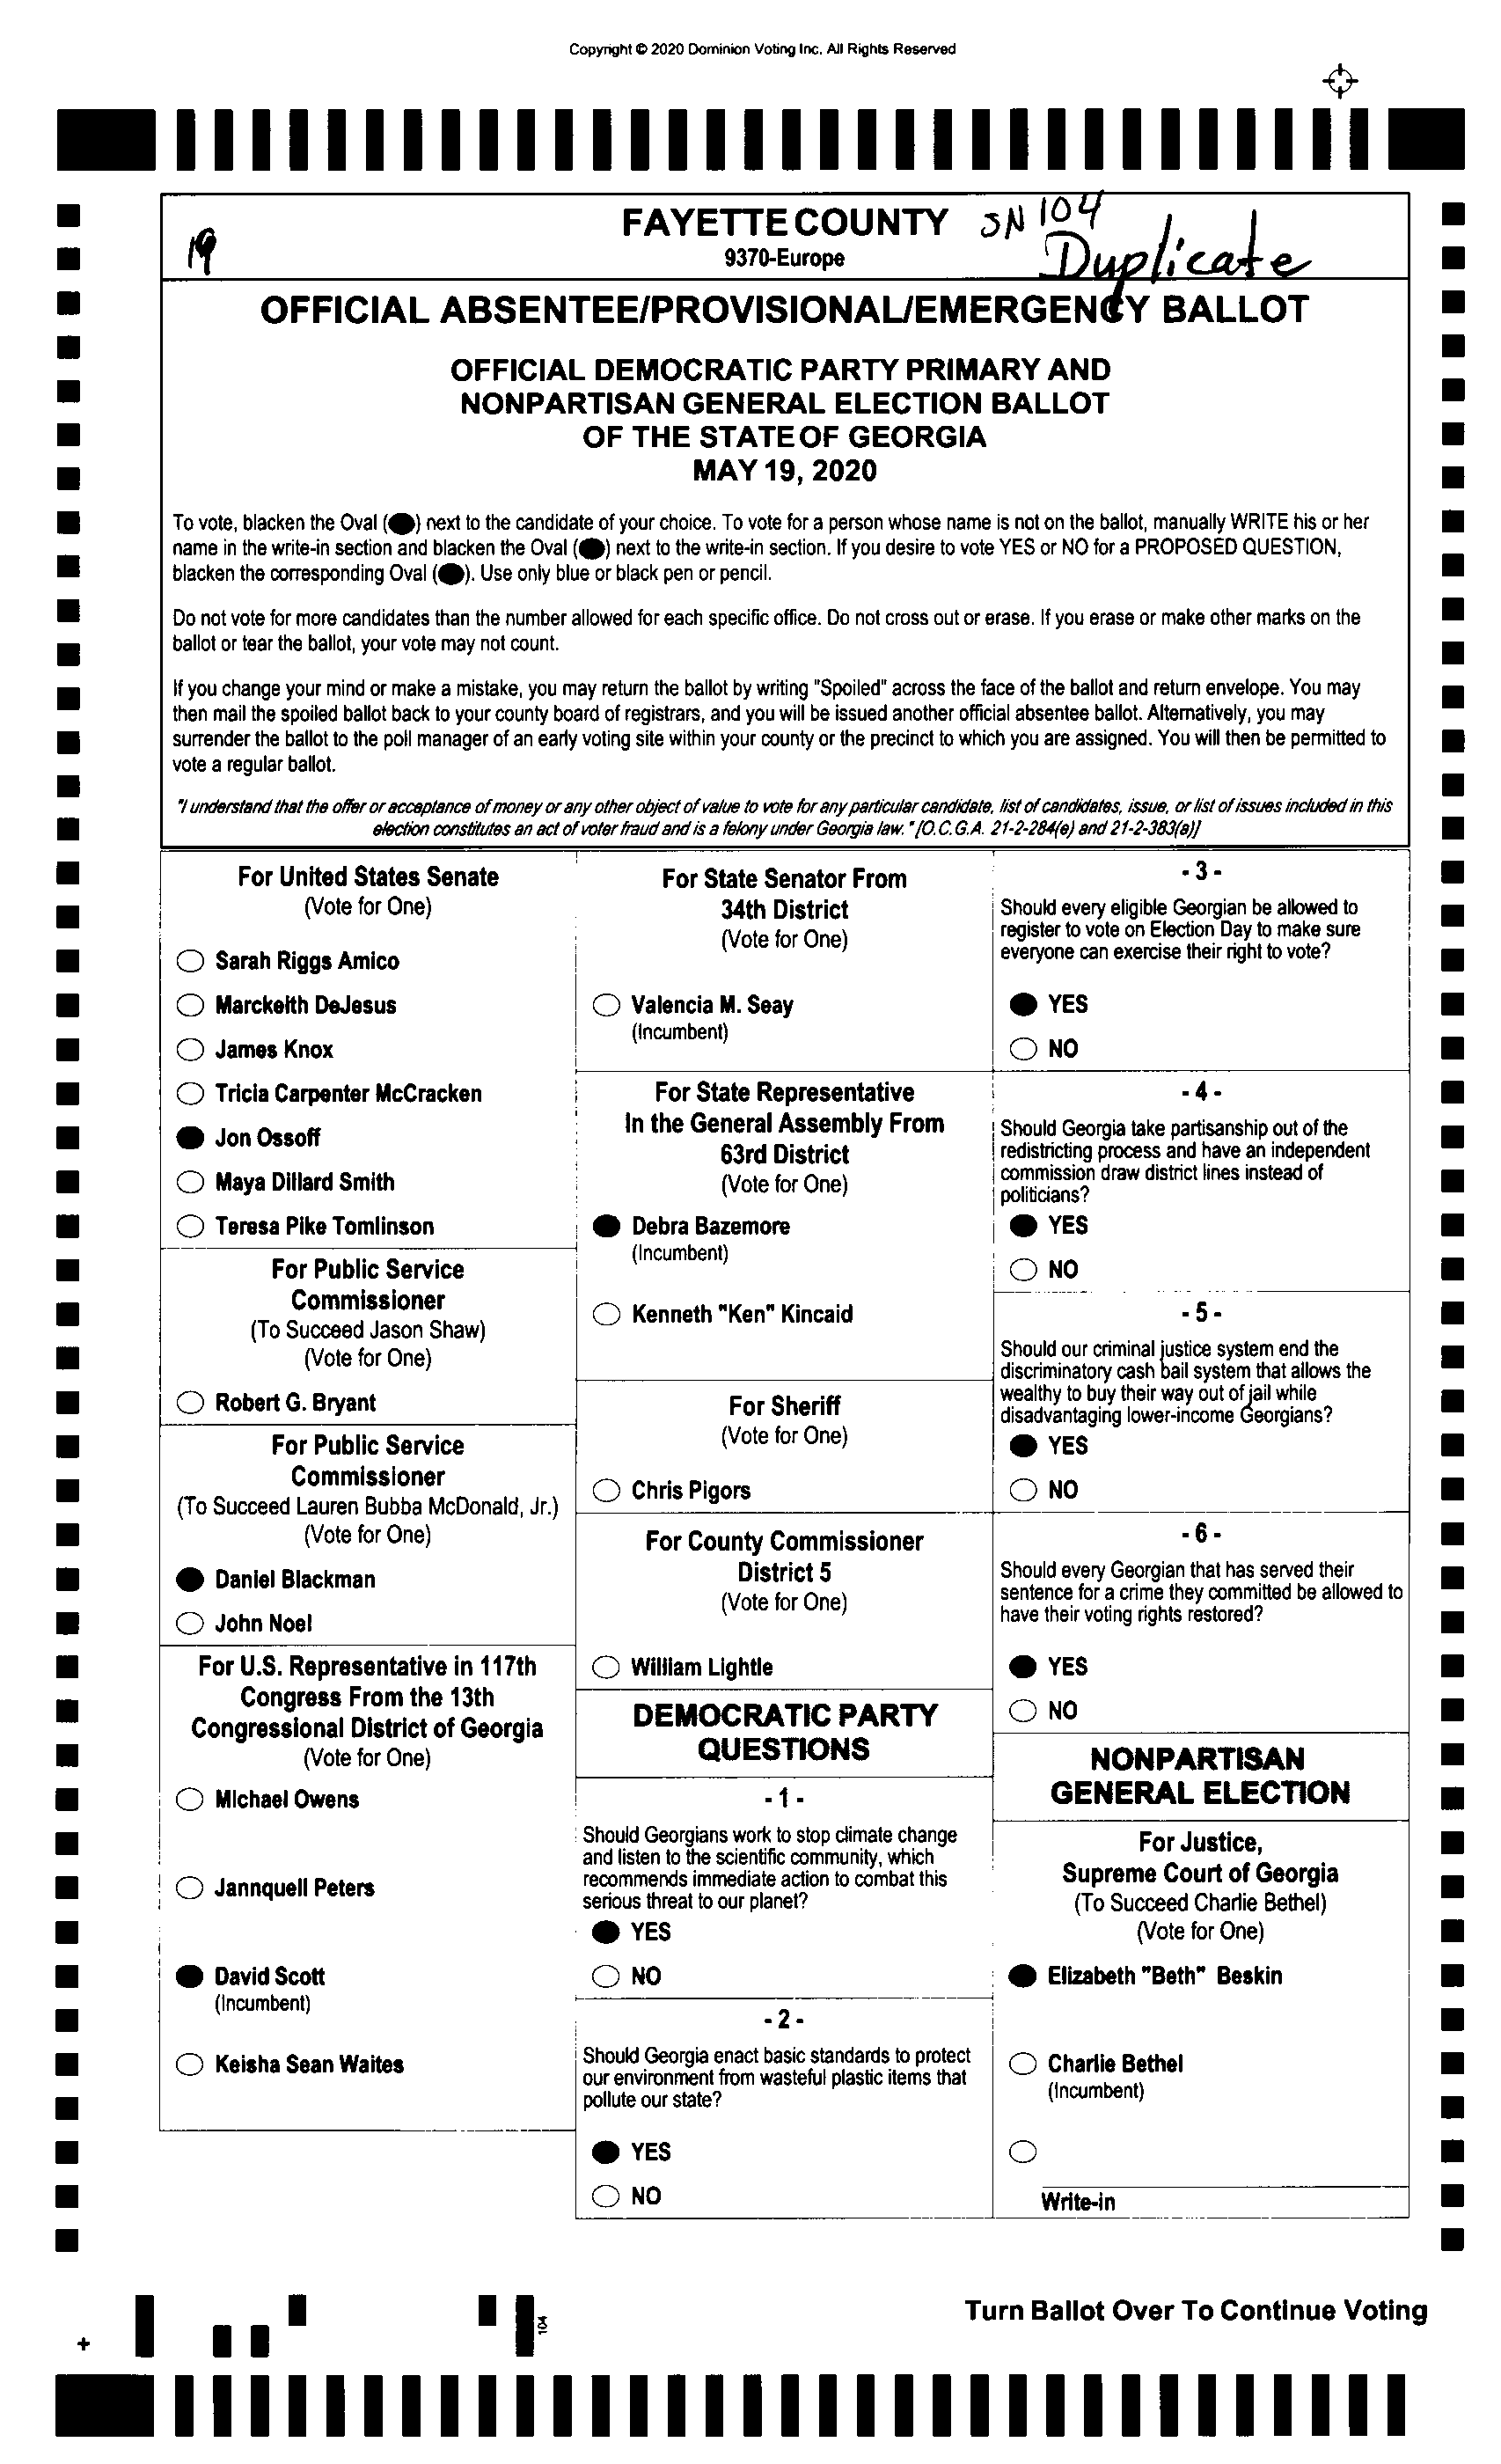 Copyright © 2020 Dominion Voting Inc. All Rights Reserved
19
FAYETTE COUNTY
SN 104
9370-Europe
Duplicate
OFFICIAL ABSENTEE/PROVISIONAL/EMERGENCY BALLOT
OFFICIAL DEMOCRATIC PARTY PRIMARY AND
NONPARTISAN GENERAL ELECTION BALLOT
OF THE STATE OF GEORGIA
MAY 19, 2020
To vote, blacken the Oval ( ) next to the candidate of your choice. To vote for a person whose name is not on the ballot, manually WRITE his or her
name in the write-in section and blacken the Oval ( ) next to the write-in section. If you desire to vote YES or NO for a PROPOSED QUESTION,
blacken the corresponding Oval ( ). Use only blue or black pen or pencil.
Do not vote for more candidates than the number allowed for each specific office. Do not cross out or erase. If you erase or make other marks on the
ballot or tear the ballot, your vote may not count.
If you change your mind or make a mistake, you may return the ballot by writing "Spoiled" across the face of the ballot and return envelope. You may
then mail the spoiled ballot back to your county board of registrars, and you will be issued another official absentee ballot. Alternatively, you may
surrender the ballot to the poll manager of an early voting site within your county or the precinct to which you are assigned. You will then be permitted to
vote a regular ballot.
"I understand that the offer or acceptance of money or any other object of value to vote for any particular candidate, list of candidates, issue, or list of issues included in this
election constitutes an act of voter fraud and is a felony under Georgia law." [O.C.G.A. 21-2-284(e) and 21-2-383(a)]
For United States Senate
(Vote for One)
Sarah Riggs Amico
Marckeith DeJesus
James Knox
Tricia Carpenter McCracken
Jon Ossoff
Maya Dillard Smith
Teresa Pike Tomlinson
For Public Service
Commissioner
(To Succeed Jason Shaw)
(Vote for One)
Robert G. Bryant
For Public Service
Commissioner
(To Succeed Lauren Bubba McDonald, Jr.)
(Vote for One)
Daniel Blackman
John Noel
For U.S. Representative in 117th
Congress From the 13th
Congressional District of Georgia
(Vote for One)
Michael Owens
Jannquell Peters
David Scott
(Incumbent)
Keisha Sean Waites
For State Senator From
34th District
(Vote for One)
Valencia M. Seay
(Incumbent)
For State Representative
In the General Assembly From
63rd District
(Vote for One)
Debra Bazemore
(Incumbent)
Kenneth "Ken" Kincaid
For Sheriff
(Vote for One)
Chris Pigors
For County Commissioner
District 5
(Vote for One)
William Lightle
DEMOCRATIC PARTY
QUESTIONS
- 1 -
Should Georgians work to stop climate change
and listen to the scientific community, which
recommends immediate action to combat this
serious threat to our planet?
YES
NO
- 2 -
Should Georgia enact basic standards to protect
our environment from wasteful plastic items that
pollute our state?
YES
NO
- 3 -
Should every eligible Georgian be allowed to
register to vote on Election Day to make sure
everyone can exercise their right to vote?
YES
NO
- 4 -
Should Georgia take partisanship out of the
redistricting process and have an independent
commission draw district lines instead of
politicians?
YES
NO
- 5 -
Should our criminal justice system end the
discriminatory cash bail system that allows the
wealthy to buy their way out of jail while
disadvantaging lower-income Georgians?
YES
NO
- 6 -
Should every Georgian that has served their
sentence for a crime they committed be allowed to
have their voting rights restored?
YES
NO
NONPARTISAN
GENERAL ELECTION
For Justice,
Supreme Court of Georgia
(To Succeed Charlie Bethel)
(Vote for One)
Elizabeth "Beth" Beskin
Charlie Bethel
(Incumbent)
Write-in
Turn Ballot Over To Continue Voting
104